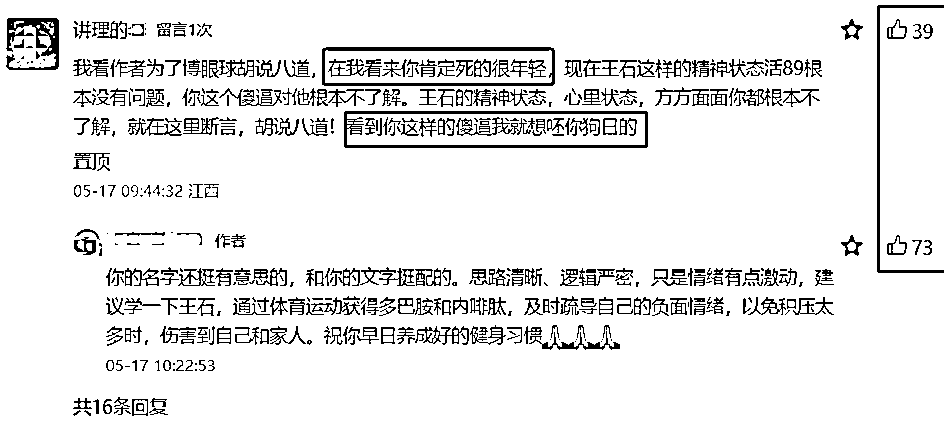 讲理的 留言1次
39
我看作者为了博眼球胡说八道，在我看来你肯定死的很年轻，现在王石这样的精神状态活89根
本没有问题，你这个傻逼对他根本不了解。王石的精神状态，心里状态，方方面面你都根本不
了解，就在这里断言，胡说八道！看到你这样的傻逼我就想呸你狗日的
置顶
05-17 09:44:32 江西
作者
73
你的名字还挺有意思的，和你的文字挺配的。思路清晰、逻辑严密，只是情绪有点激动，建
议学一下王石，通过体育运动获得多巴胺和内啡肽，及时疏导自己的负面情绪，以免积压太
多时，伤害到自己和家人。祝你早日养成好的健身习惯🙏🙏🙏
05-17 10:22:53
共16条回复